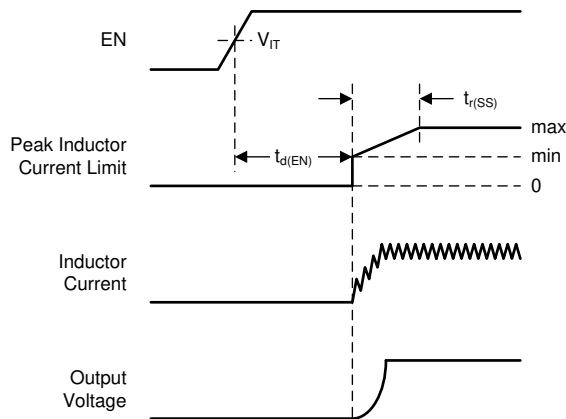 EN
V_IT
t_r(SS)
max
Peak Inductor
Current Limit
t_d(EN)
min
0
Inductor
Current
Output
Voltage